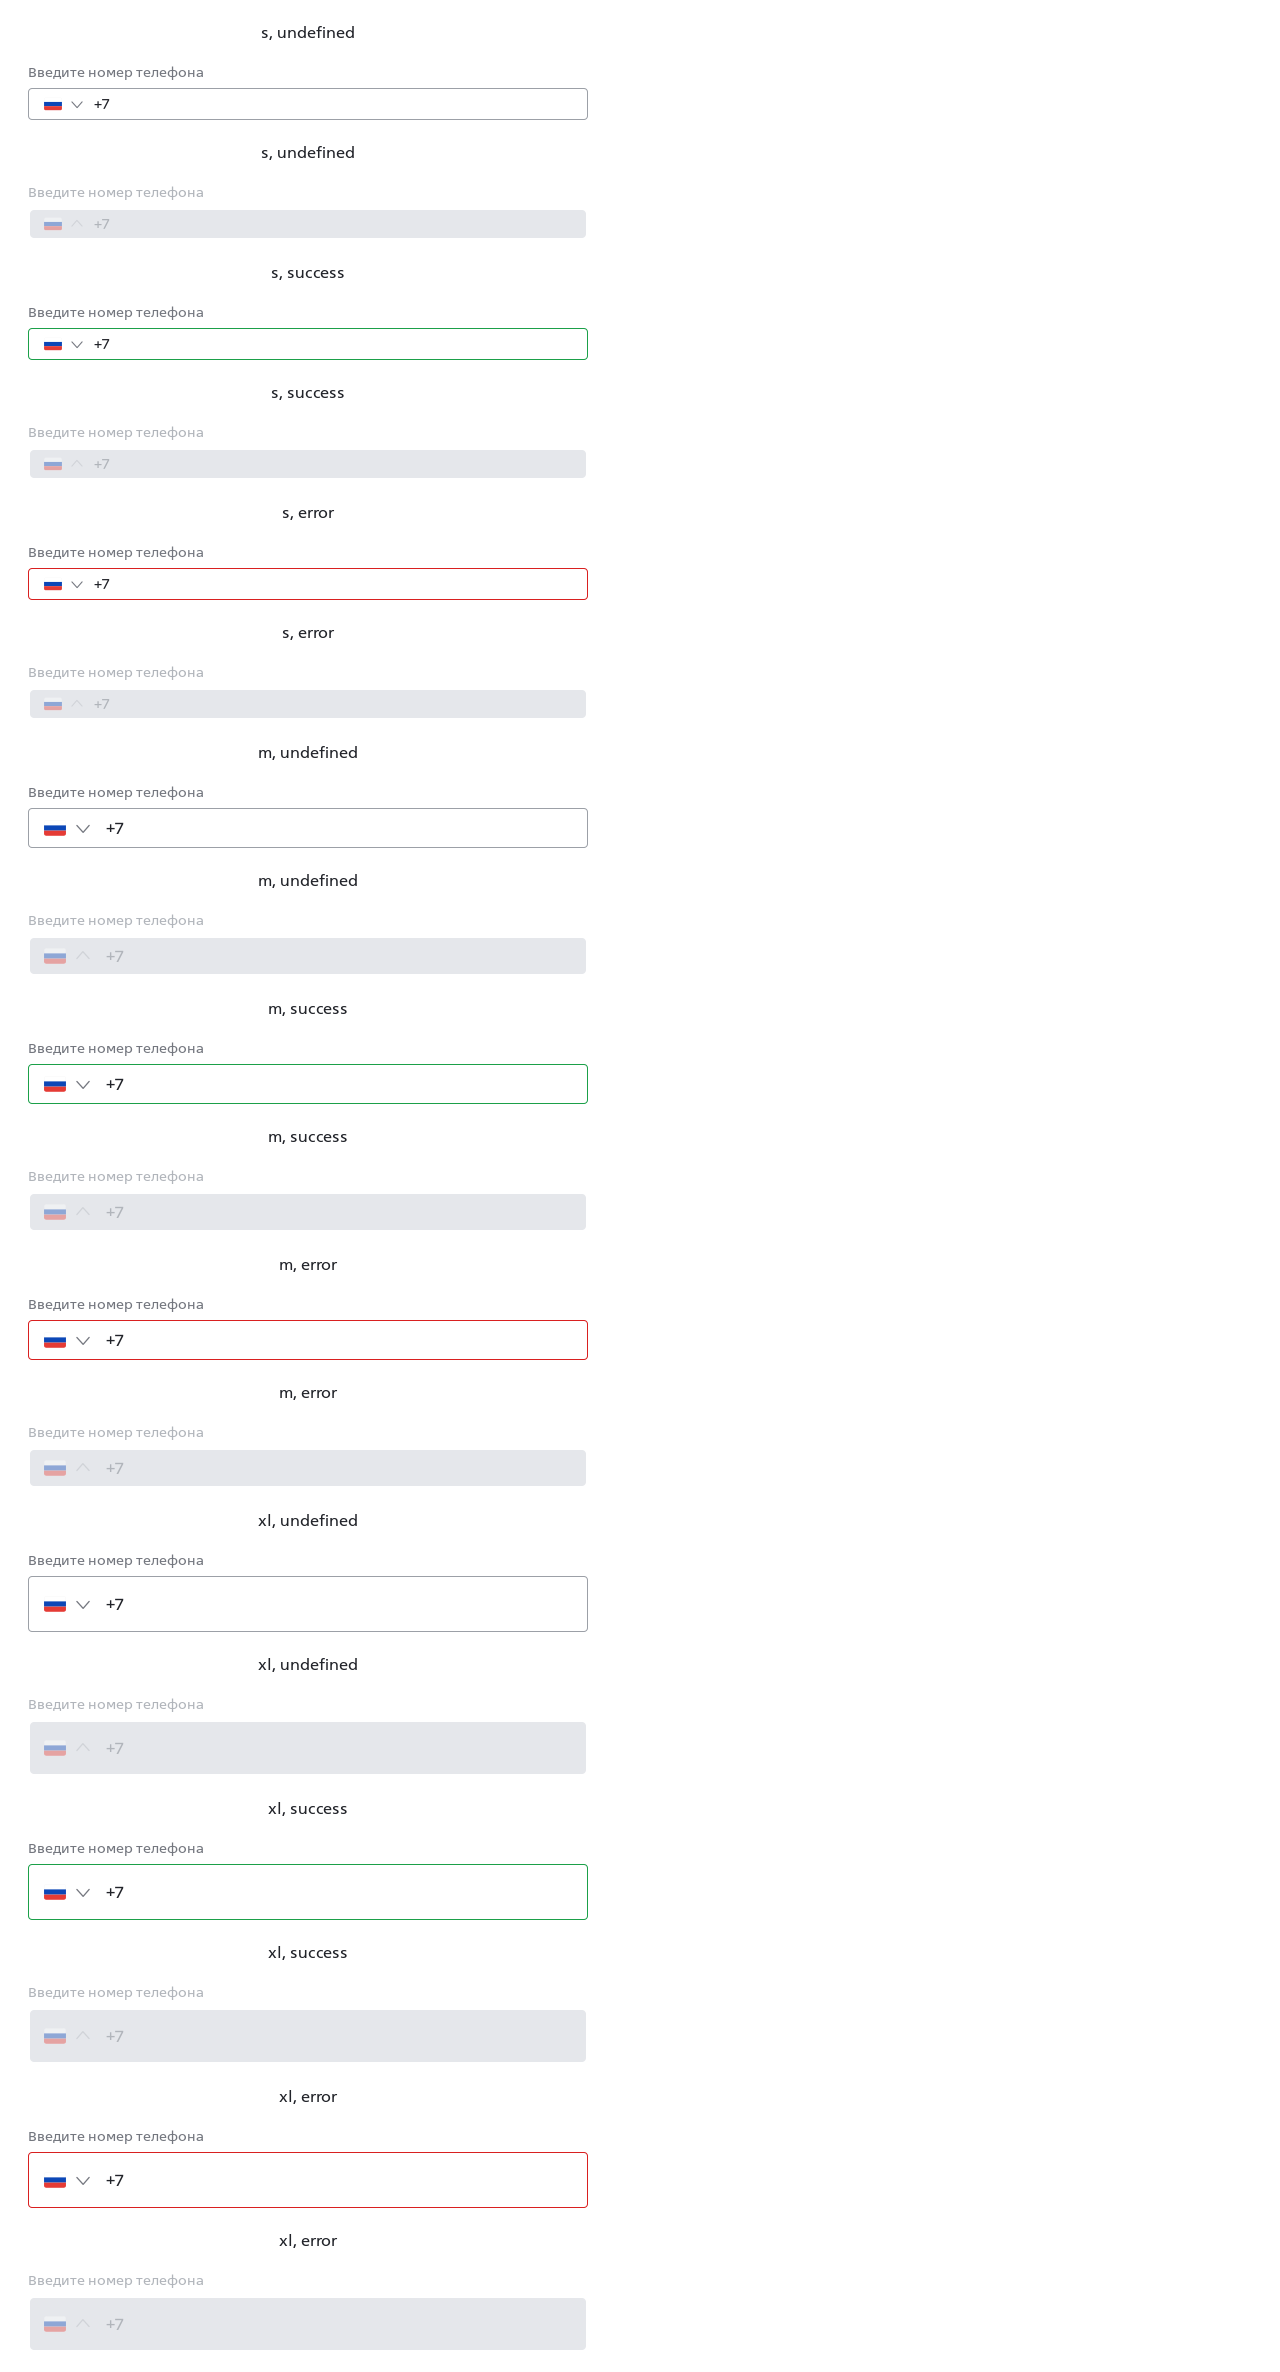 s, undefined
Введите номер телефона
+7
s, undefined
Введите номер телефона
+7
s, success
Введите номер телефона
+7
s, success
Введите номер телефона
+7
s, error
Введите номер телефона
+7
s, error
Введите номер телефона
+7
m, undefined
Введите номер телефона
+7
m, undefined
Введите номер телефона
+7
m, success
Введите номер телефона
+7
m, success
Введите номер телефона
+7
m, error
Введите номер телефона
+7
m, error
Введите номер телефона
+7
xl, undefined
Введите номер телефона
+7
xl, undefined
Введите номер телефона
+7
xl, success
Введите номер телефона
+7
xl, success
Введите номер телефона
+7
xl, error
Введите номер телефона
+7
xl, error
Введите номер телефона
+7